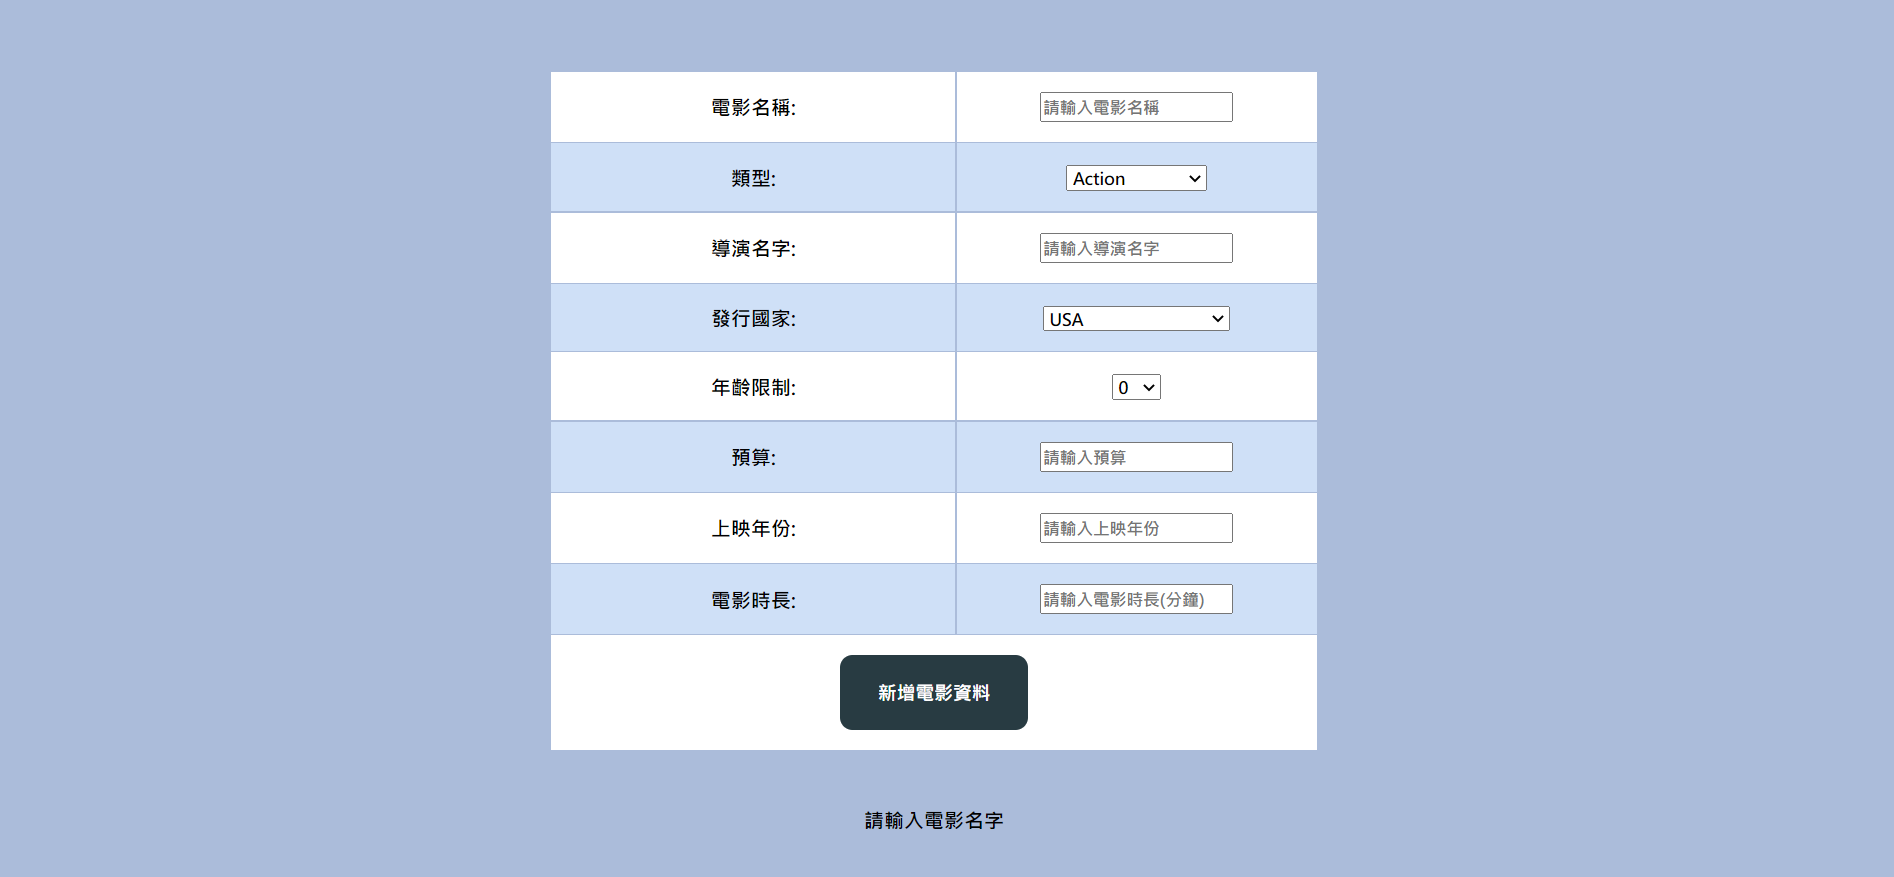 電影名稱: 請輸入電影名稱
類型: Action
導演名字: 請輸入導演名字
發行國家: USA
年齡限制: 0
預算: 請輸入預算
上映年份: 請輸入上映年份
電影時長: 請輸入電影時長(分鐘)
新增電影資料
請輸入電影名字